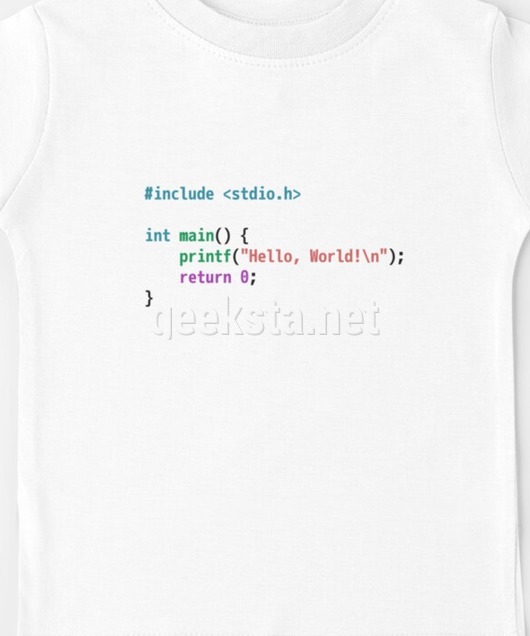 #include <stdio.h>
int main() {
    printf("Hello, World!\n");
    return 0;
}
geeksta.net